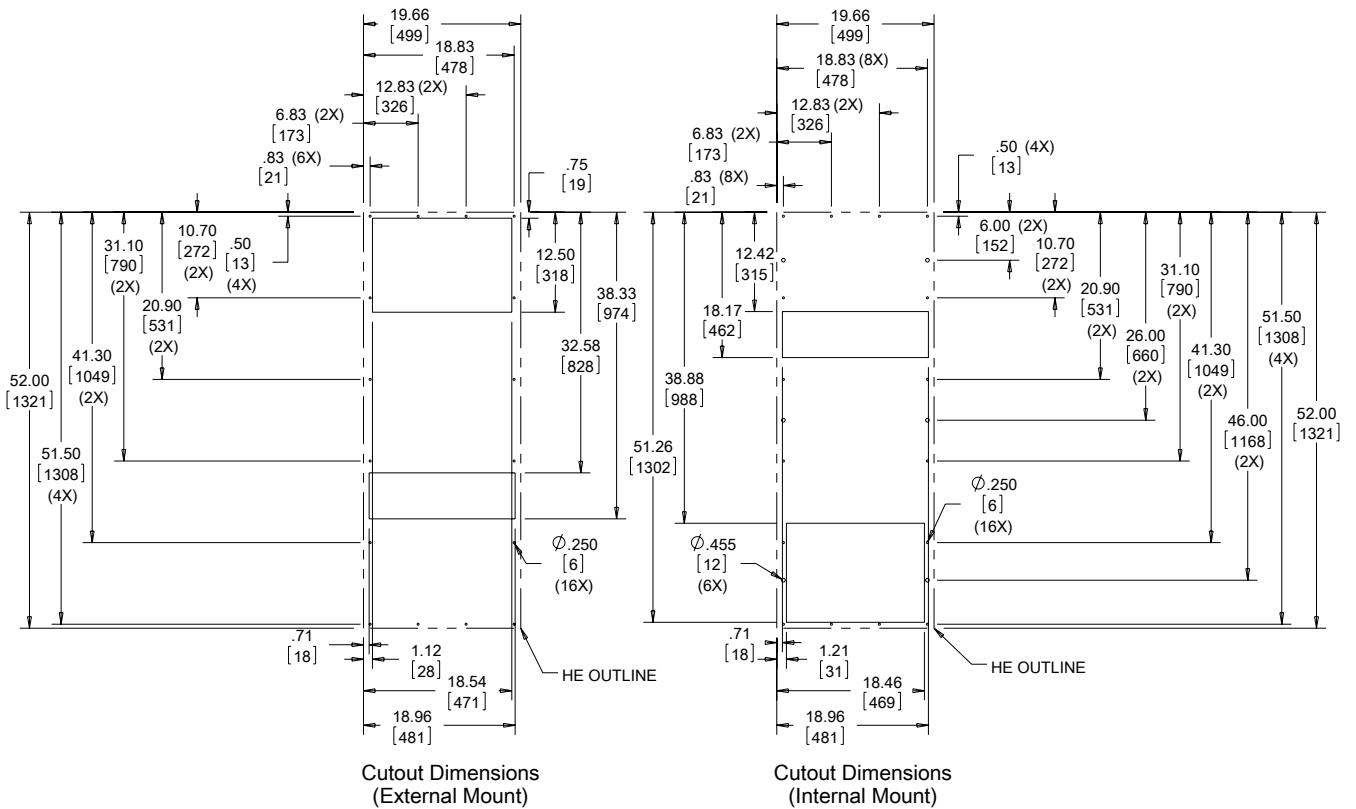 19.66
[499]
18.83
[478]
12.83 (2X)
[326]
6.83 (2X)
[173]
.83 (6X)
[21]
.75
[19]
10.70
[272]
(2X)
.50
[13]
(4X)
31.10
[790]
(2X)
20.90
[531]
(2X)
41.30
[1049]
(2X)
52.00
[1321]
51.50
[1308]
(4X)
12.50
[318]
38.33
[974]
32.58
[828]
Ø.250
[6]
(16X)
.71
[18]
1.12
[28]
18.54
[471]
18.96
[481]
HE OUTLINE
Cutout Dimensions
(External Mount)
19.66
[499]
18.83 (8X)
[478]
12.83 (2X)
[326]
6.83 (2X)
[173]
.83 (8X)
[21]
.50 (4X)
[13]
6.00 (2X)
[152]
10.70
[272]
(2X)
12.42
[315]
18.17
[462]
38.88
[988]
51.26
[1302]
31.10
[790]
(2X)
20.90
[531]
(2X)
26.00
[660]
(2X)
51.50
[1308]
(4X)
41.30
[1049]
(2X)
46.00
[1168]
(2X)
52.00
[1321]
Ø.250
[6]
(16X)
Ø.455
[12]
(6X)
.71
[18]
1.21
[31]
18.46
[469]
18.96
[481]
HE OUTLINE
Cutout Dimensions
(Internal Mount)